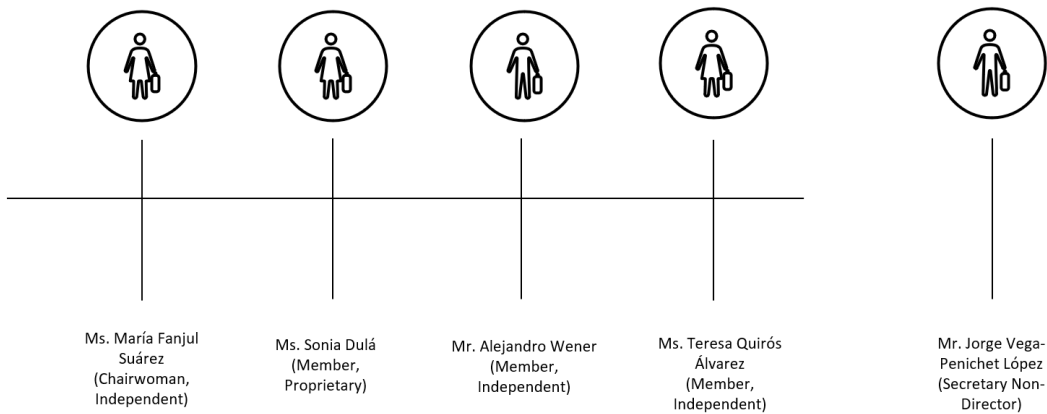 Ms. María Fanjul
Suárez
(Chairwoman,
Independent)
Ms. Sonia Dulá
(Member,
Proprietary)
Mr. Alejandro Wener
(Member,
Independent)
Ms. Teresa Quirós
Álvarez
(Member,
Independent)
Mr. Jorge Vega-
Penichet López
(Secretary Non-
Director)